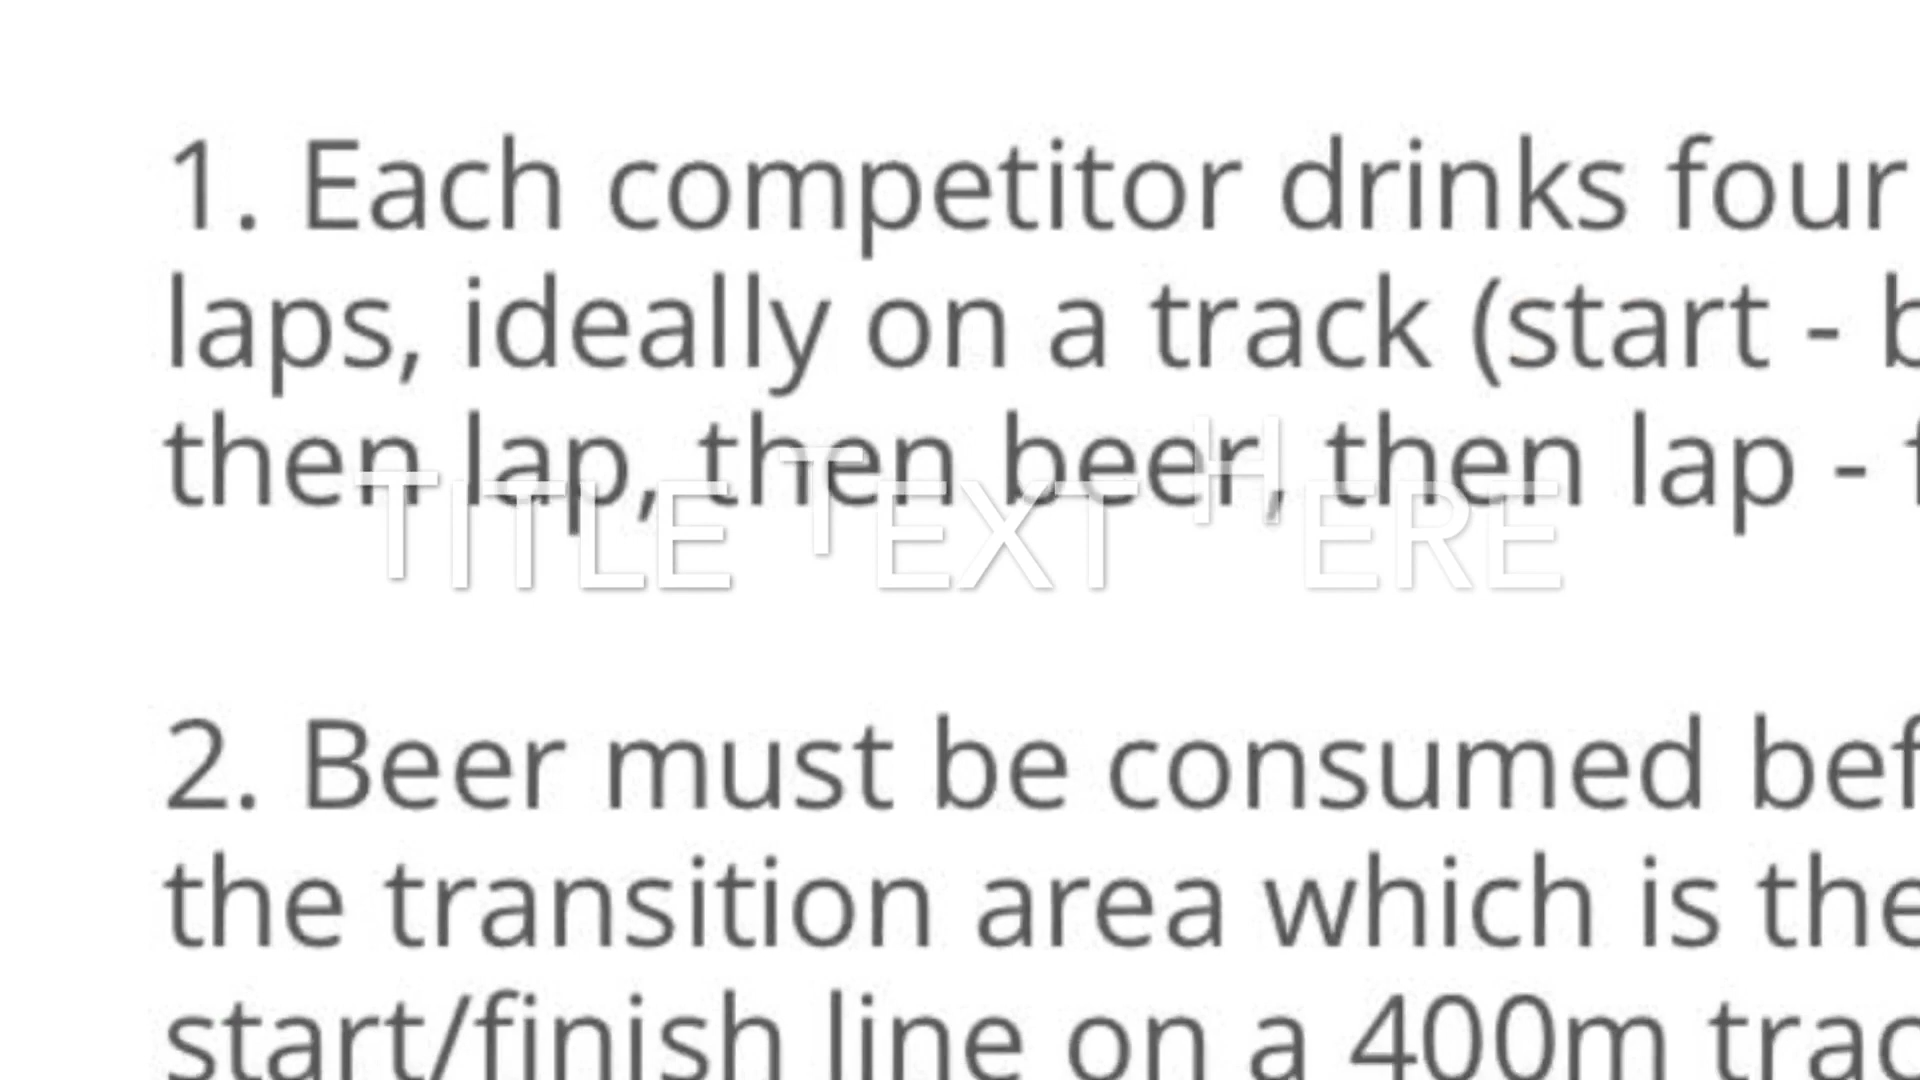 1. Each competitor drinks four
laps, ideally on a track (start - b
then lap, then beer, then lap - f
TITLE TEXT HERE
2. Beer must be consumed bef
the transition area which is the
start/finish line on a 400m trac